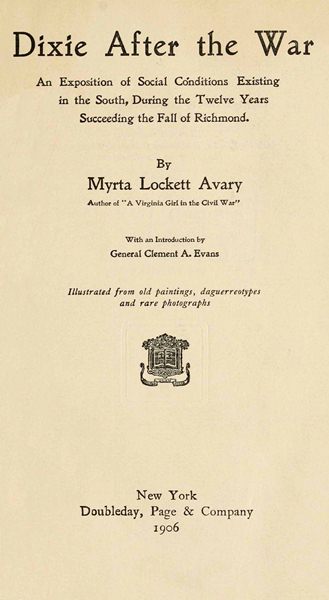 Dixie After the War
An Exposition of Social Conditions Existing
in the South, During the Twelve Years
Succeeding the Fall of Richmond.
By
Myrta Lockett Avary
Author of "A Virginia Girl in the Civil War"
With an Introduction by
General Clement A. Evans
Illustrated from old paintings, daguerreotypes
and rare photographs
New York
Doubleday, Page & Company
1906